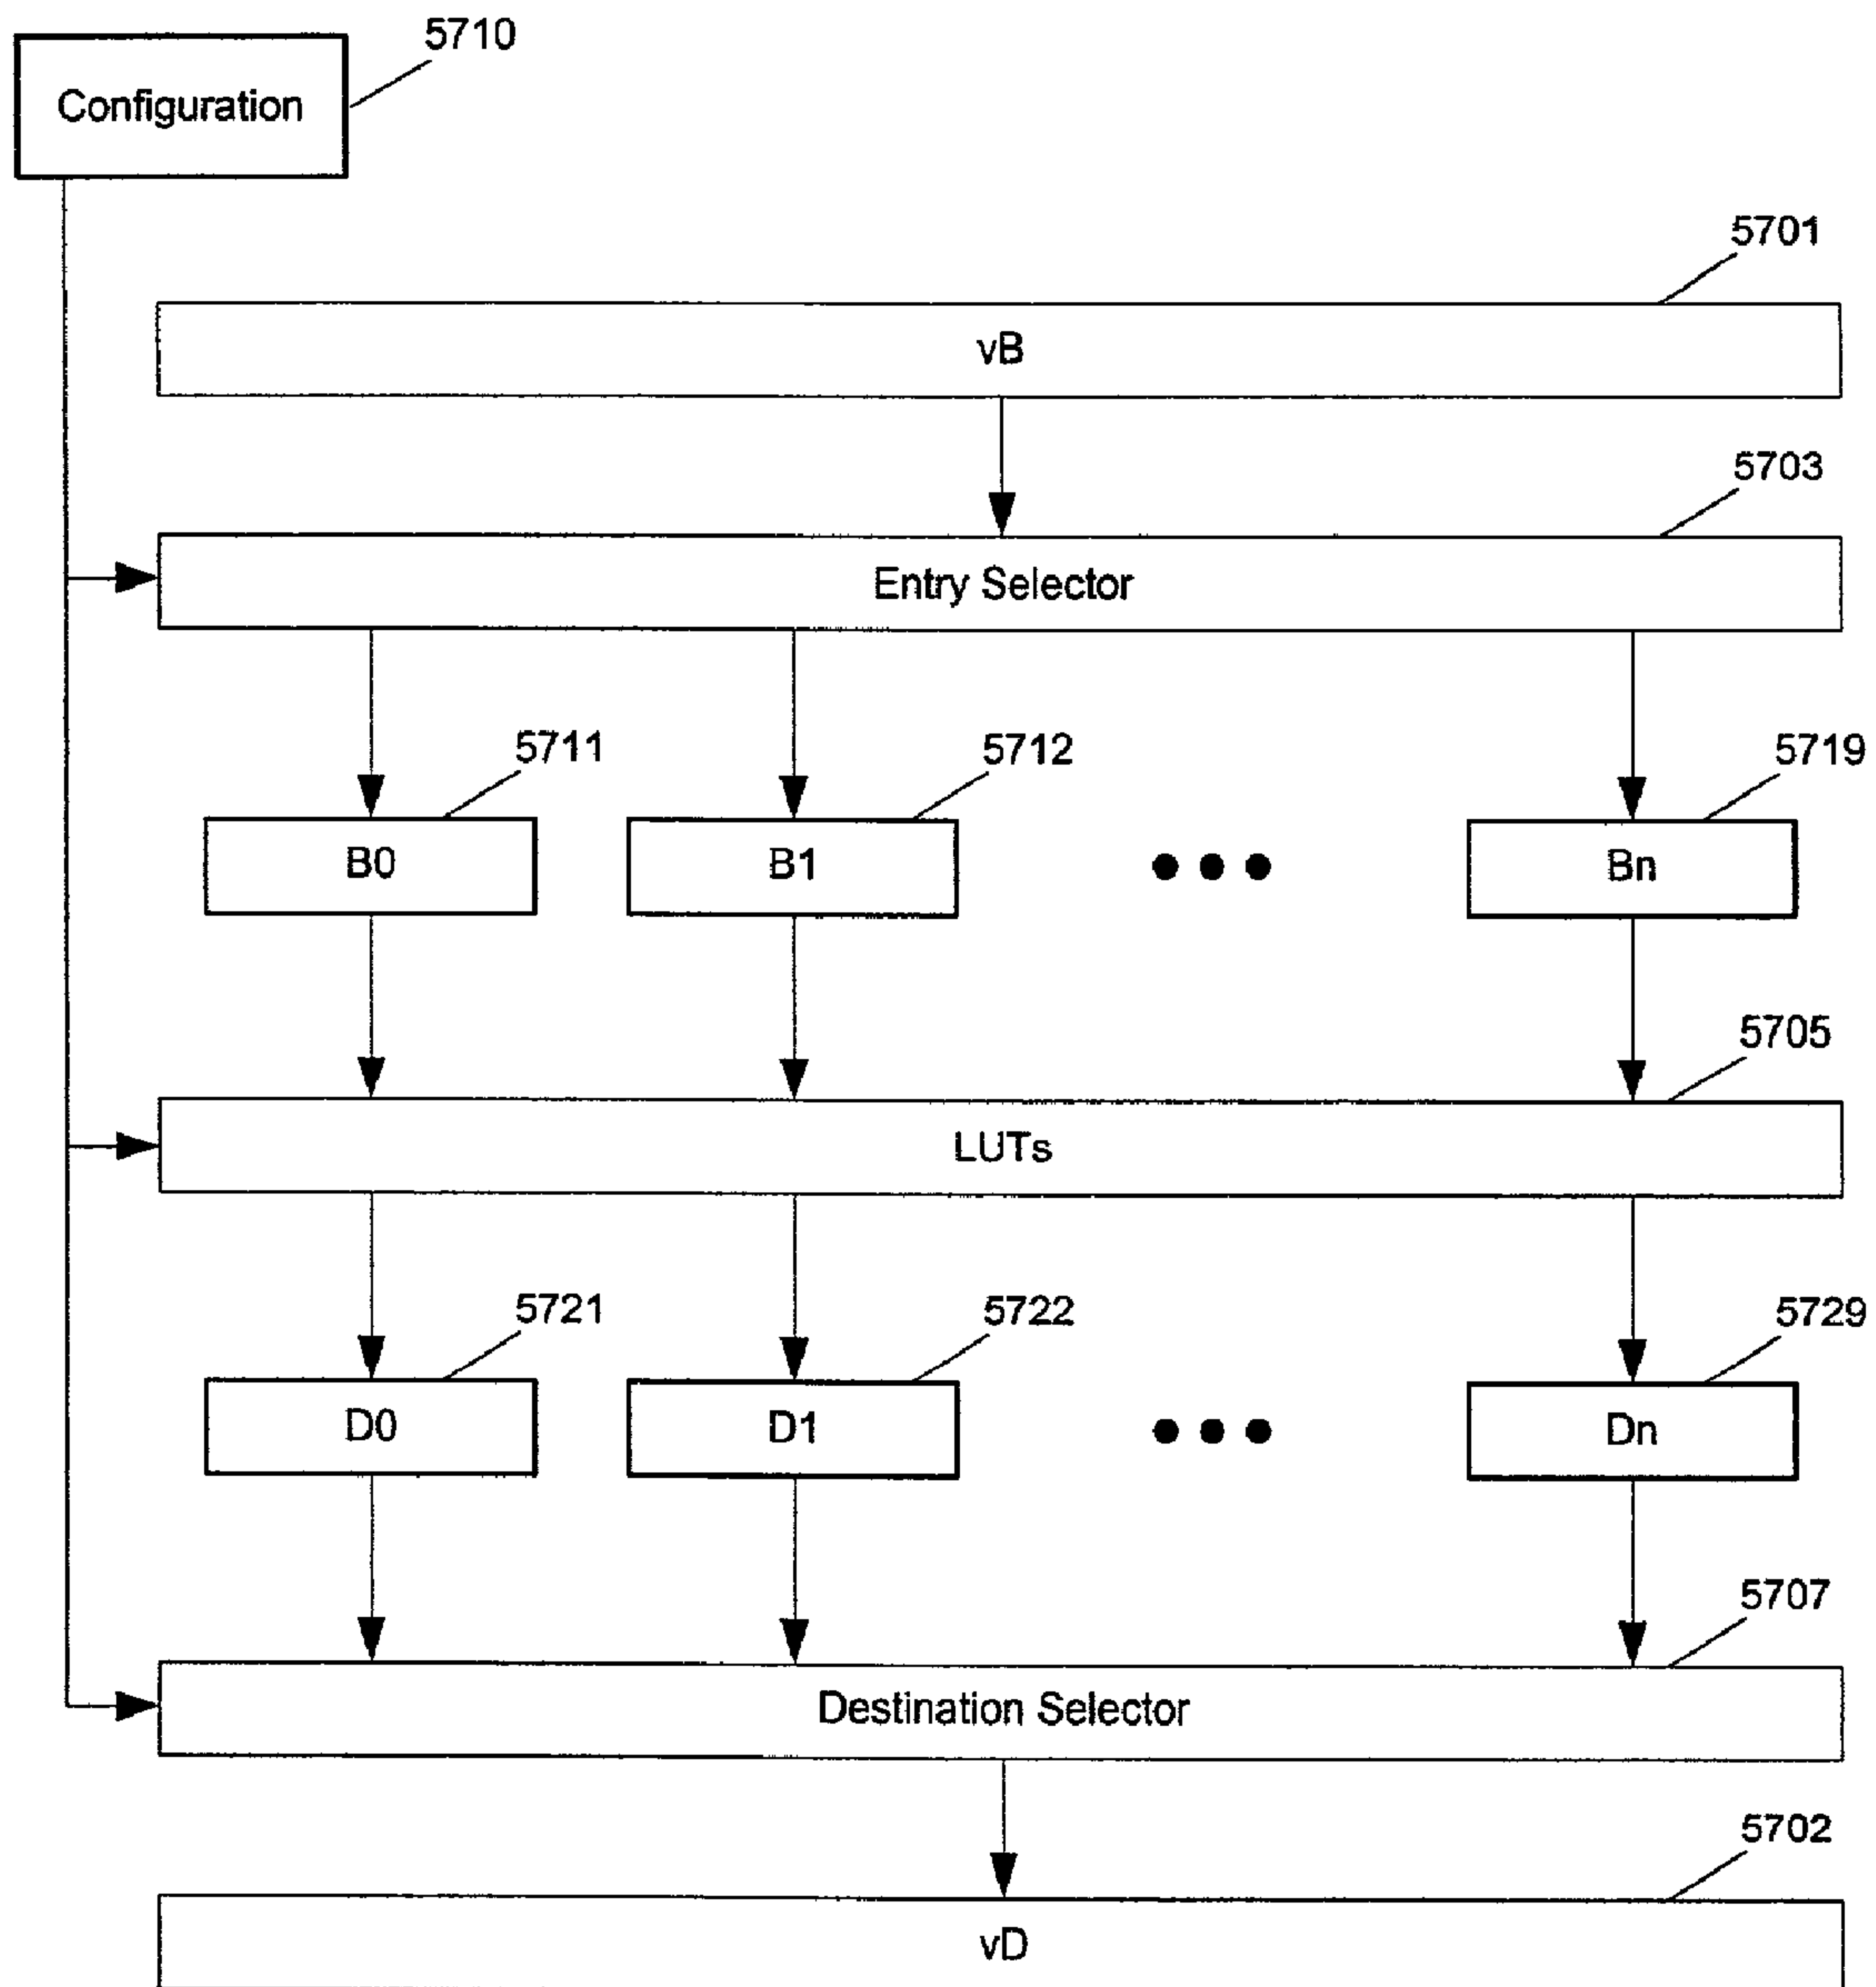 5710
Configuration
5701
vB
5703
Entry Selector
5711 5712 5719
B0 B1 Bn
5705
LUTs
5721 5722 5729
D0 D1 Dn
5707
Destination Selector
5702
vD